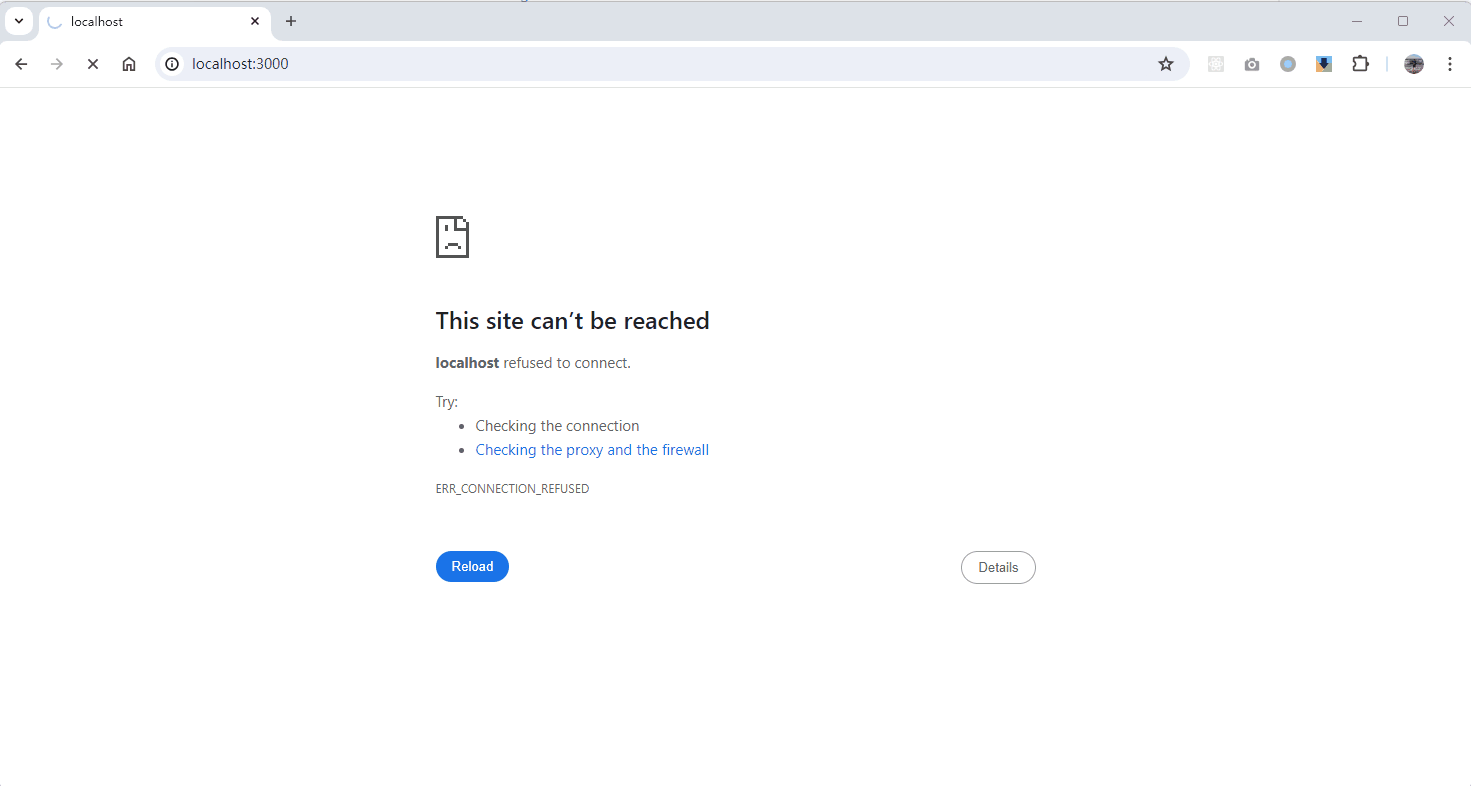 localhost
localhost:3000
This site can’t be reached
localhost refused to connect.
Try:
Checking the connection
Checking the proxy and the firewall
ERR_CONNECTION_REFUSED
Reload
Details